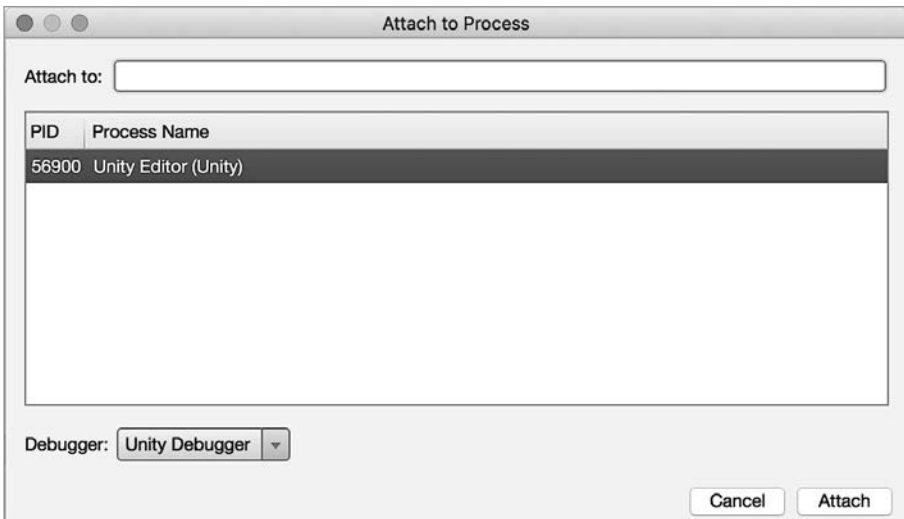 Attach to Process
Attach to:
PID Process Name
56900 Unity Editor (Unity)
Debugger: Unity Debugger
Cancel Attach